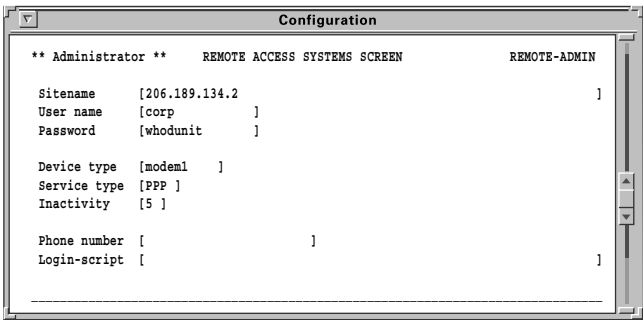 Configuration
** Administrator ** REMOTE ACCESS SYSTEMS SCREEN REMOTE-ADMIN
Sitename [206.189.134.2 ]
User name [corp ]
Password [whodunit ]
Device type [modem1 ]
Service type [PPP ]
Inactivity [5 ]
Phone number [ ]
Login-script [ ]